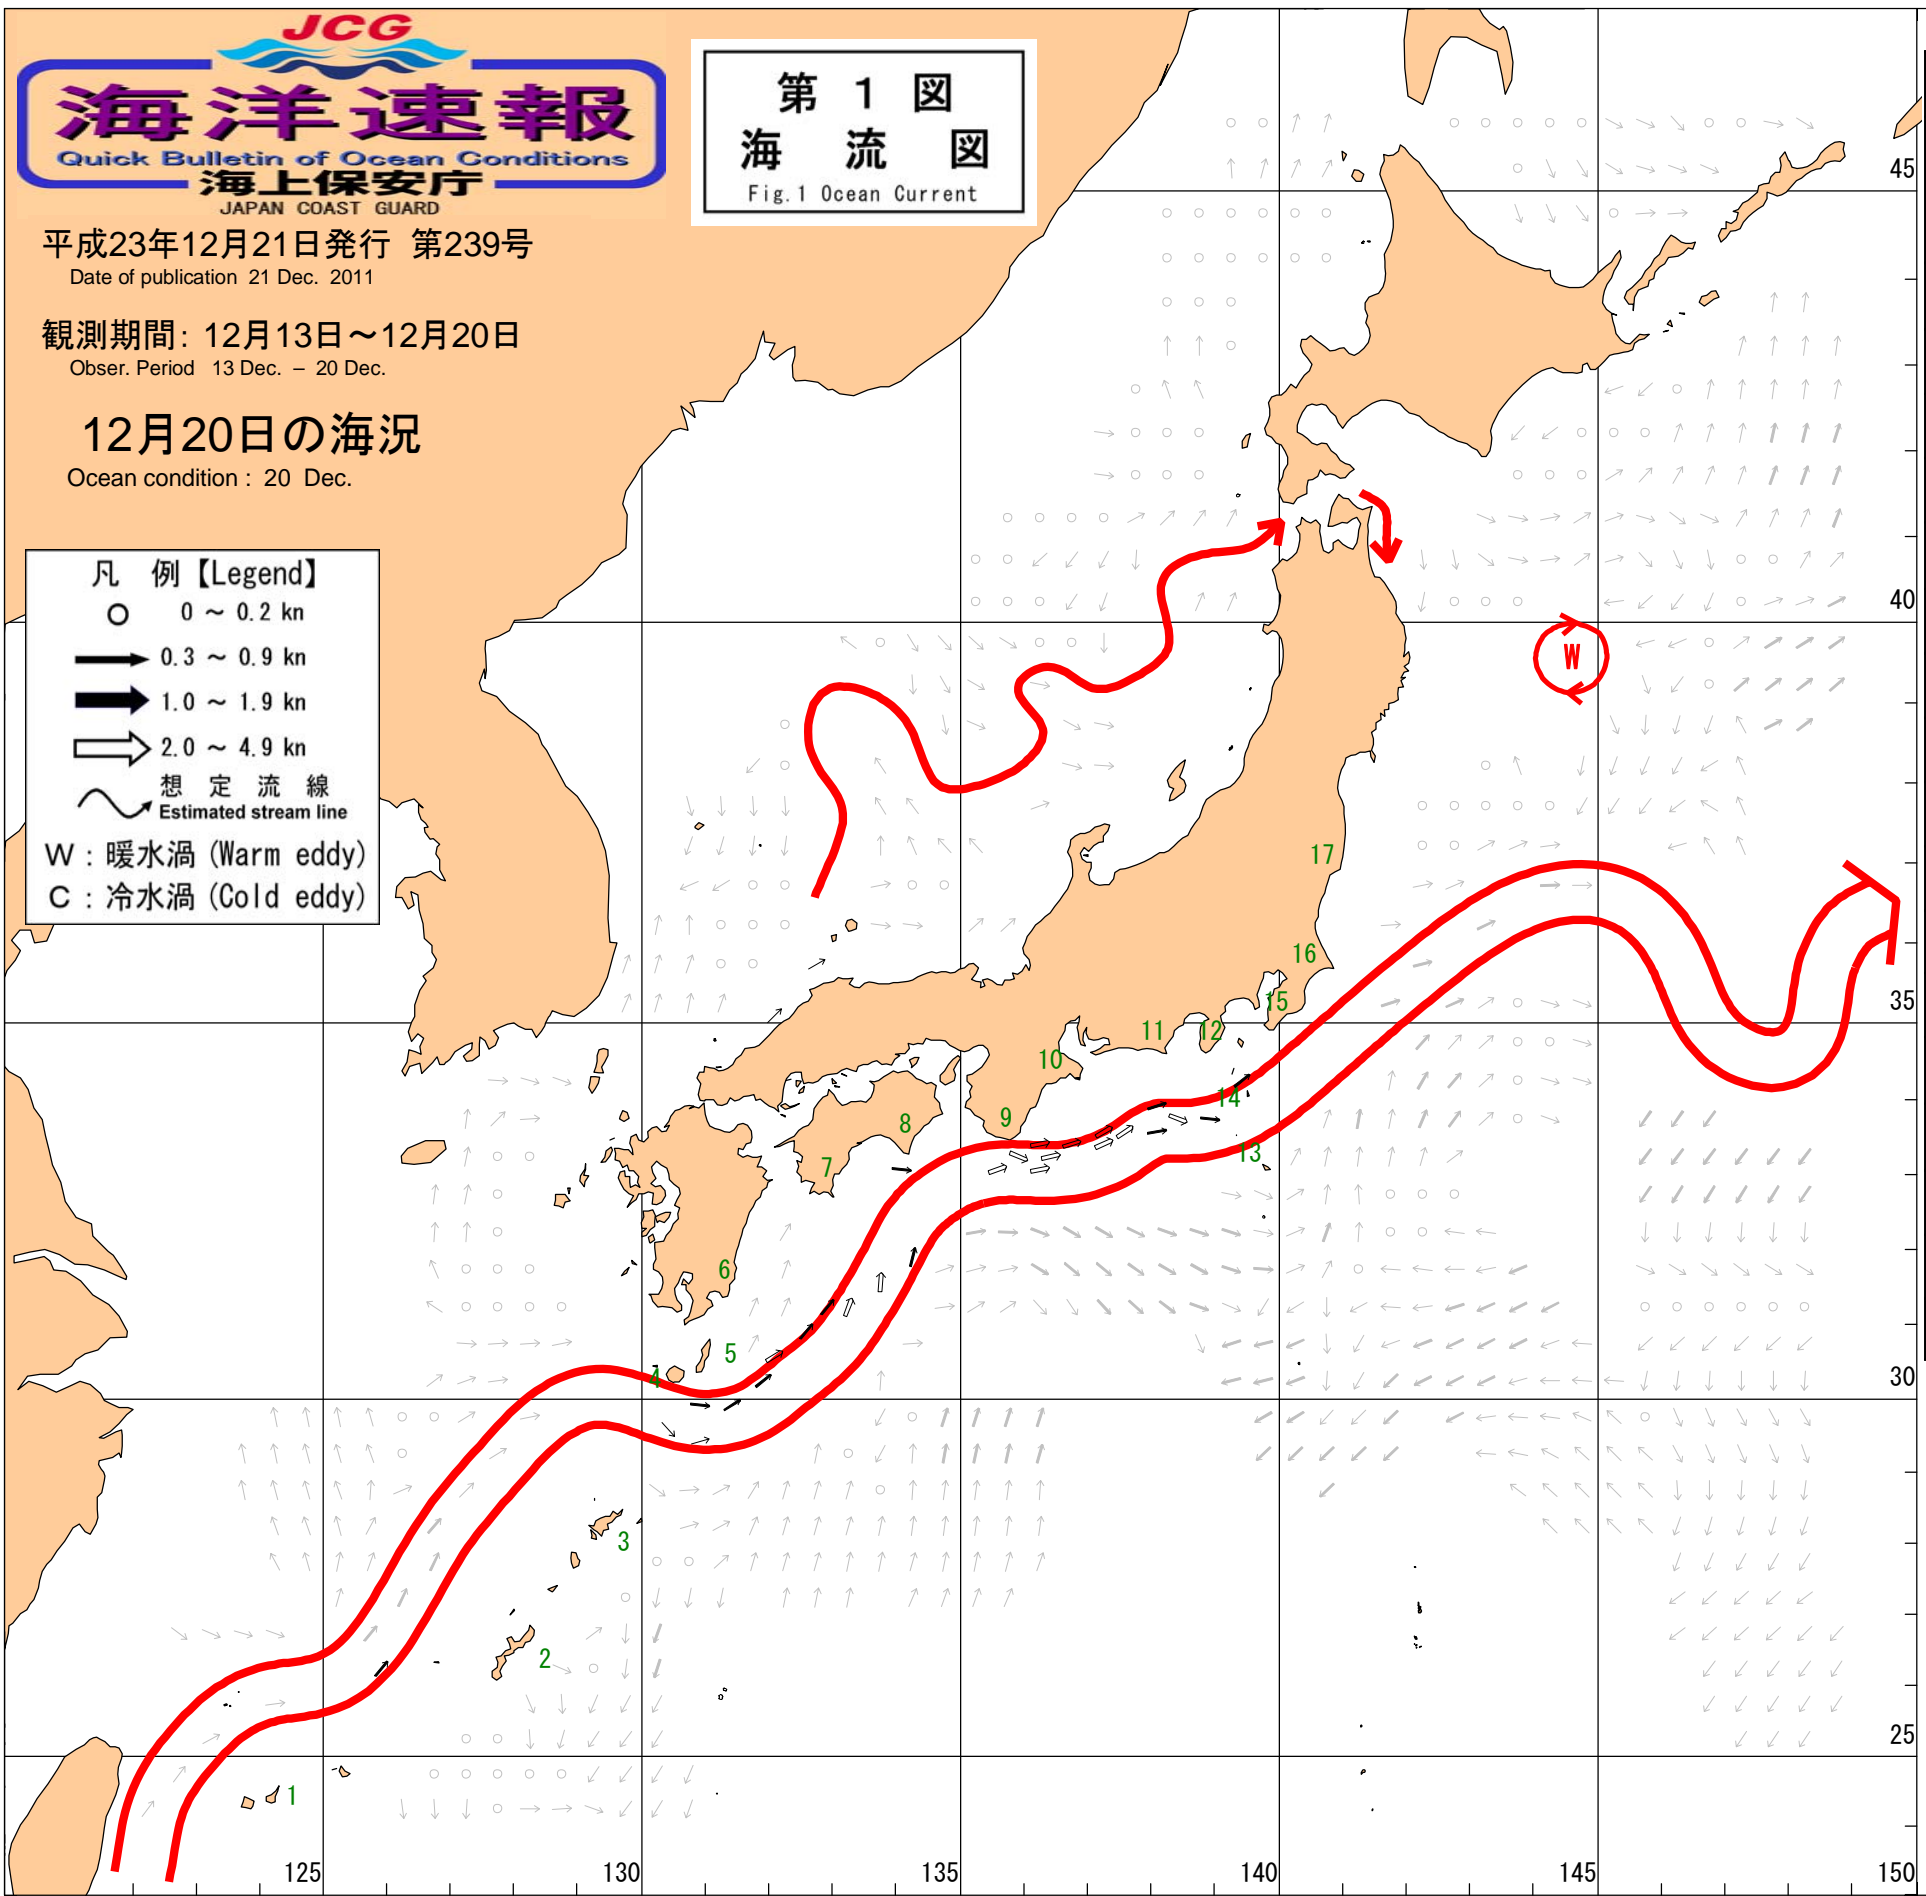 JCG
海洋速報
Quick Bulletin of Ocean Conditions
海上保安庁
JAPAN COAST GUARD
第 1 図
海 流 図
Fig.1 Ocean Current
平成23年12月21日発行 第239号
Date of publication 21 Dec. 2011
観測期間: 12月13日～12月20日
Obser. Period 13 Dec. – 20 Dec.
12月20日の海況
Ocean condition : 20 Dec.
凡 例【Legend】
0 ～ 0.2 kn
0.3 ～ 0.9 kn
1.0 ～ 1.9 kn
2.0 ～ 4.9 kn
想 定 流 線
Estimated stream line
W : 暖水渦 (Warm eddy)
C : 冷水渦 (Cold eddy)
45
40
W
17
16
35
15
12
11
10
14
9
8
13
7
6
5
4
30
3
2
25
1
125
130
135
140
145
150